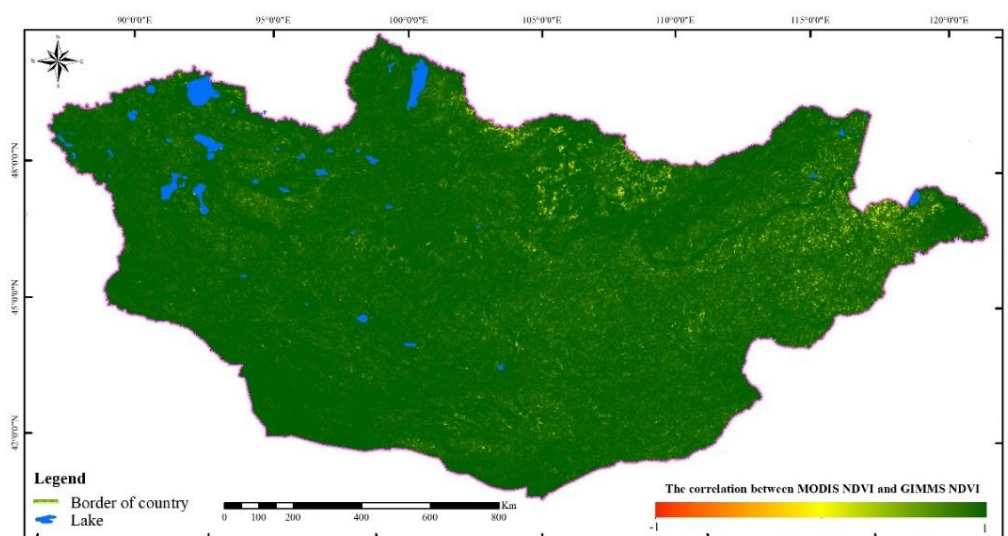 90°0'0"E 95°0'0"E 100°0'0"E 105°0'0"E 110°0'0"E 115°0'0"E 120°0'0"E
N
W E
S
48°0'0"N
45°0'0"N
42°0'0"N
Legend
Border of country
Lake
0 100 200 400 600 800 Km
The correlation between MODIS NDVI and GIMMS NDVI
-1 1